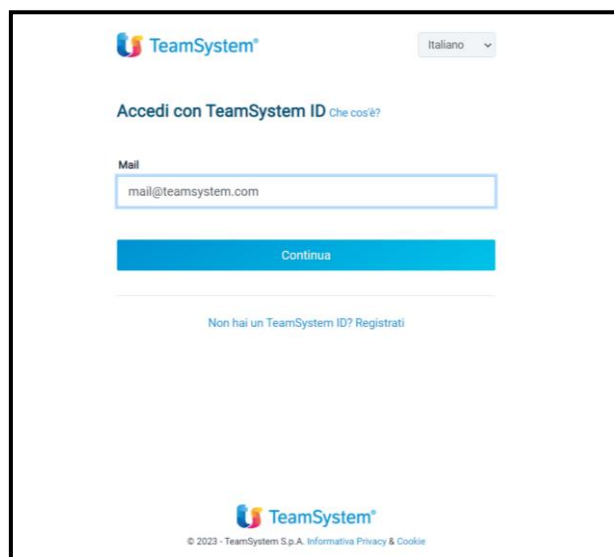 TeamSystem®
Italiano
Accedi con TeamSystem ID Che cos'è?
Mail
mail@teamsystem.com
Continua
Non hai un TeamSystem ID? Registrati
TeamSystem®
© 2023 - TeamSystem S.p.A. Informativa Privacy & Cookie